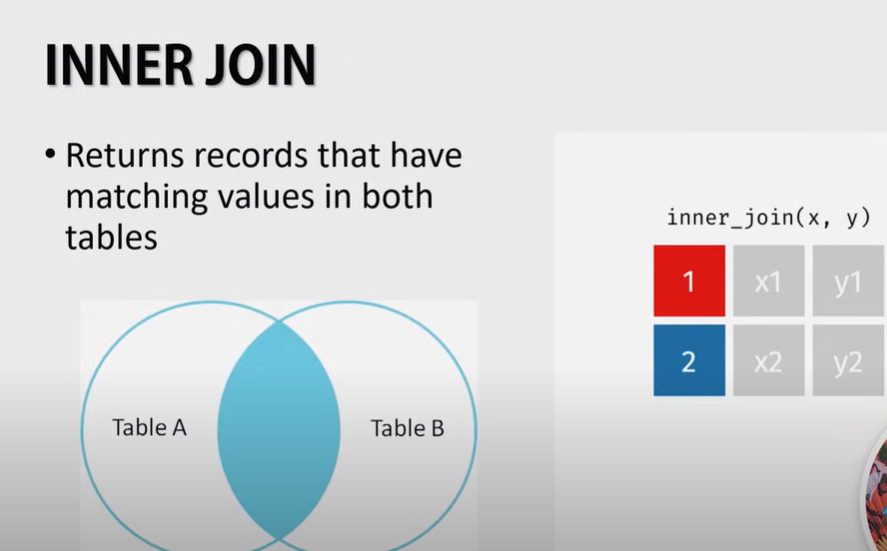 INNER JOIN
• Returns records that have
matching values in both
tables
Table A
Table B
inner_join(x, y)
1 x1 y1
2 x2 y2